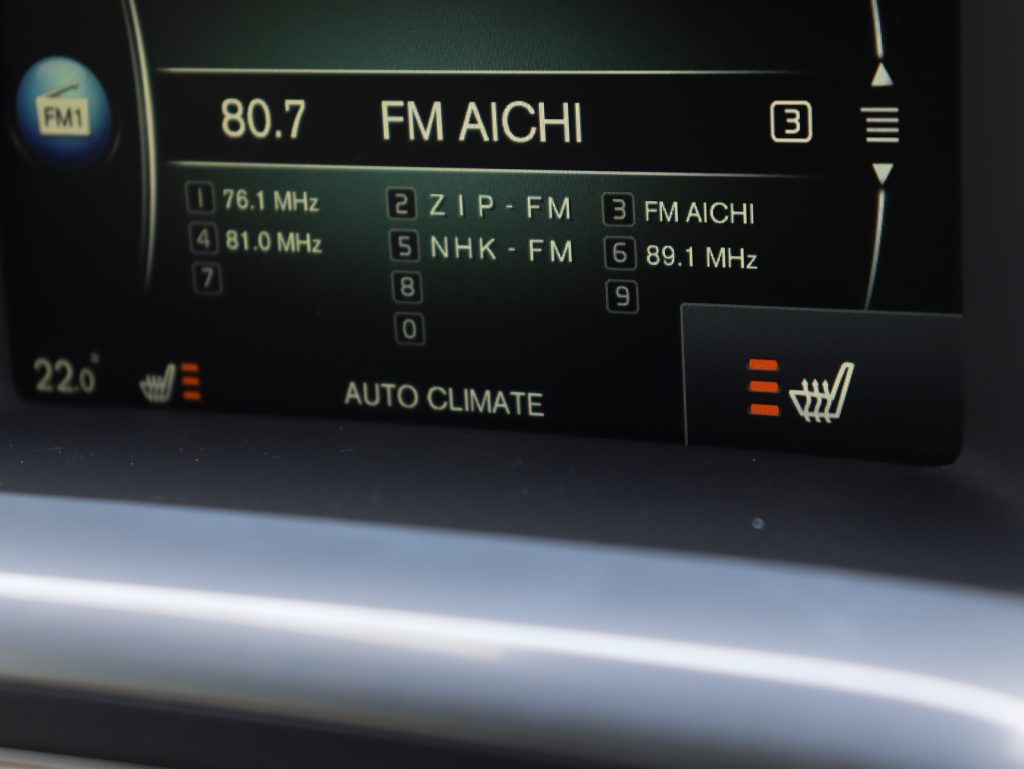 FM1
80.7 FM AICHI 3
1 76.1 MHz 2 ZIP-FM 3 FM AICHI
4 81.0 MHz 5 NHK-FM 6 89.1 MHz
7 8 9
0
22.0° AUTO CLIMATE